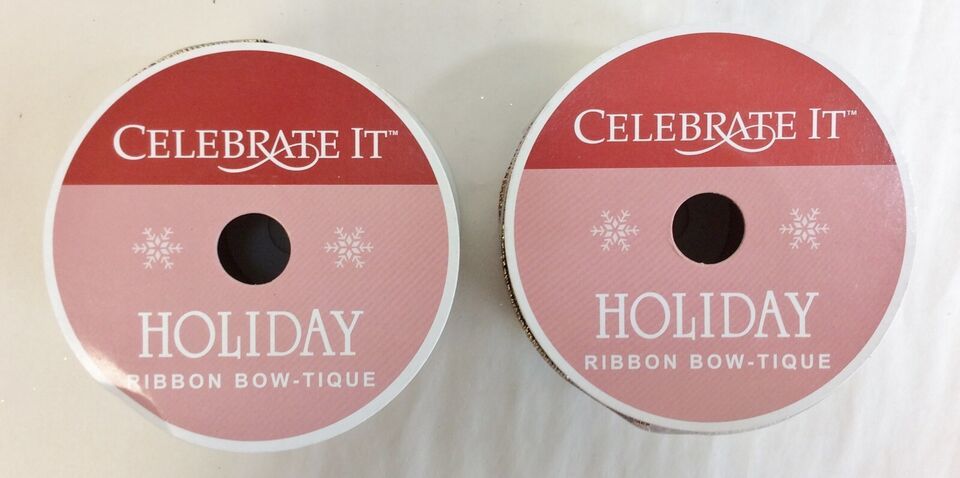 CELEBRATE IT™
HOLIDAY
RIBBON BOW-TIQUE
CELEBRATE IT™
HOLIDAY
RIBBON BOW-TIQUE